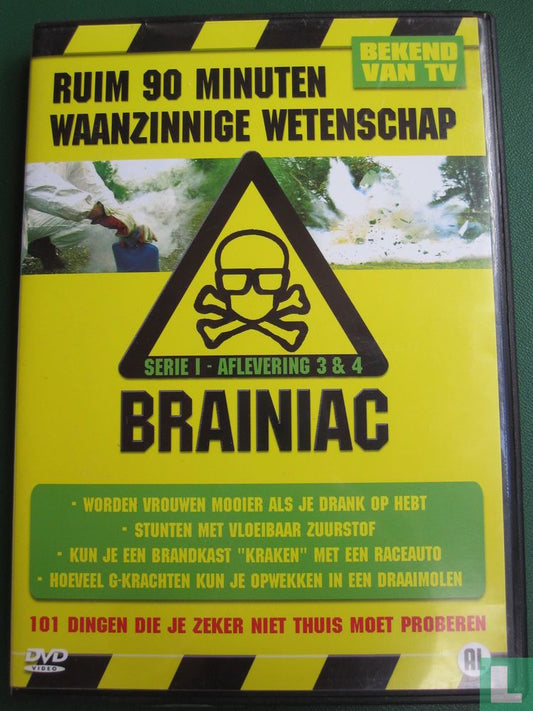 BEKEND
VAN TV
RUIM 90 MINUTEN
WAANZINNIGE WETENSCHAP
SERIE I - AFLEVERING 3 & 4
BRAINIAC
· WORDEN VROUWEN MOOIER ALS JE DRANK OP HEBT
· STUNTEN MET VLOEIBAAR ZUURSTOF
· KUN JE EEN BRANDKAST "KRAKEN" MET EEN RACEAUTO
· HOEVEEL G-KRACHTEN KUN JE OPWEKKEN IN EEN DRAAIMOLEN
101 DINGEN DIE JE ZEKER NIET THUIS MOET PROBEREN
DVD
VIDEO
AL
L